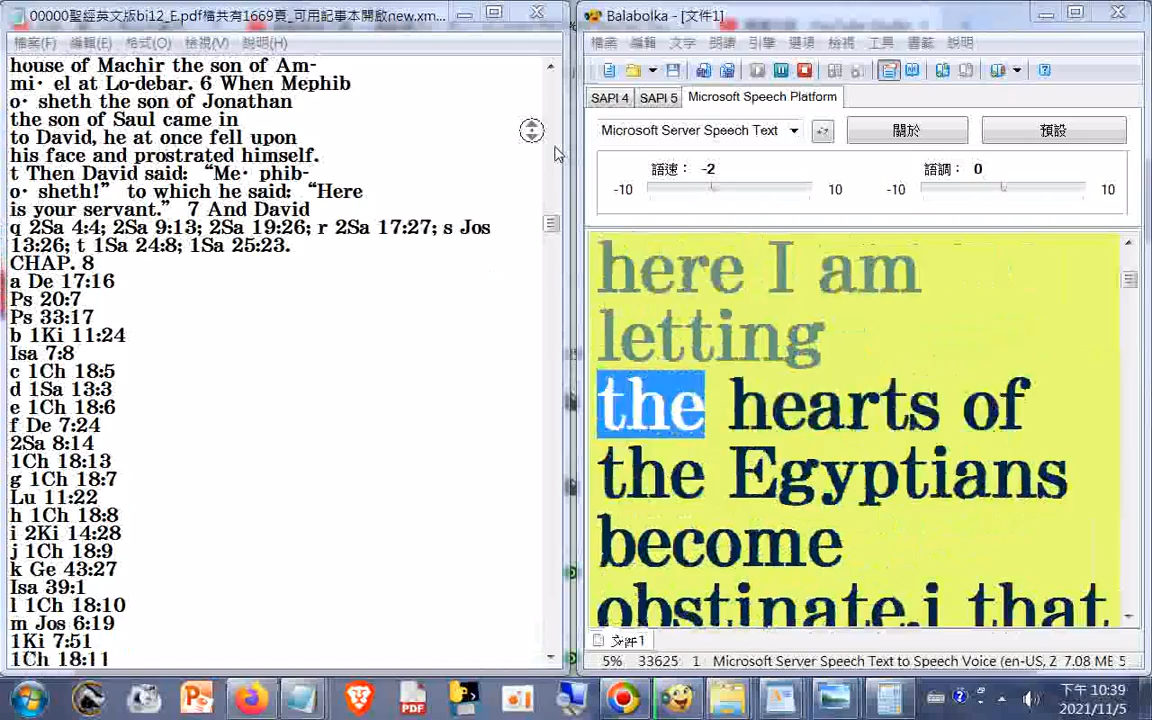 00000聖經英文版bi12_E.pdf檔共有1669頁_可用記事本開啟new.xm...
檔案(F) 編輯(E) 格式(O) 檢視(V) 說明(H)
house of Machir the son of Am-
mi· el at Lo-debar. 6 When Mephib
o· sheth the son of Jonathan
the son of Saul came in
to David, he at once fell upon
his face and prostrated himself.
t Then David said: “Me· phib-
o· sheth!” to which he said: “Here
is your servant.” 7 And David
q 2Sa 4:4; 2Sa 9:13; 2Sa 19:26; r 2Sa 17:27; s Jos
13:26; t 1Sa 24:8; 1Sa 25:23.
CHAP. 8
a De 17:16
Ps 20:7
Ps 33:17
b 1Ki 11:24
Isa 7:8
c 1Ch 18:5
d 1Sa 13:3
e 1Ch 18:6
f De 7:24
2Sa 8:14
1Ch 18:13
g 1Ch 18:7
Lu 11:22
h 1Ch 18:8
i 2Ki 14:28
j 1Ch 18:9
k Ge 43:27
Isa 39:1
l 1Ch 18:10
m Jos 6:19
1Ki 7:51
1Ch 18:11
Balabolka - [文件1]
檔案 編輯 文字 朗讀 引擎 選項 檢視 工具 書籤 說明
SAPI 4 SAPI 5 Microsoft Speech Platform
Microsoft Server Speech Text 關於 預設
語速： -2 語調： 0
-10 10 -10 10
here I am
letting
the hearts of
the Egyptians
become
obstinate,i that
文件1
5% 33625 1 Microsoft Server Speech Text to Speech Voice (en-US, 2 7.08 MB 5
PDF
下午 10:39
2021/11/5